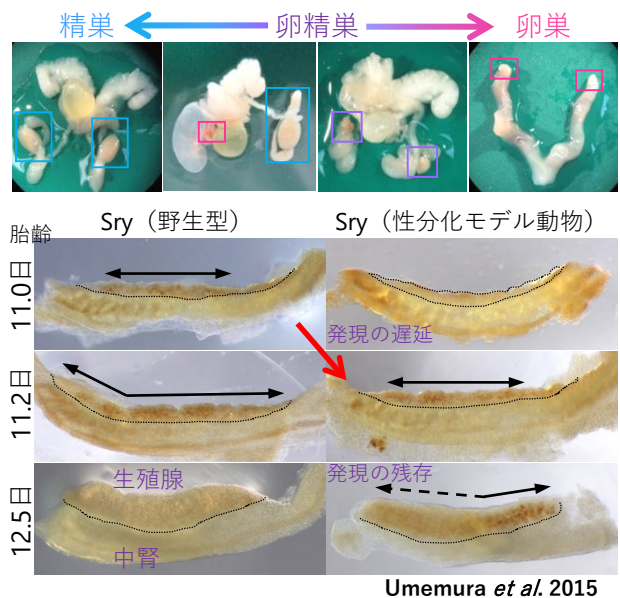 精巣 卵精巣 卵巣
Sry（野生型） Sry（性分化モデル動物）
胎齢
11.0日
発現の遅延
11.2日
発現の残存
生殖腺
12.5日
中腎
Umemura et al. 2015